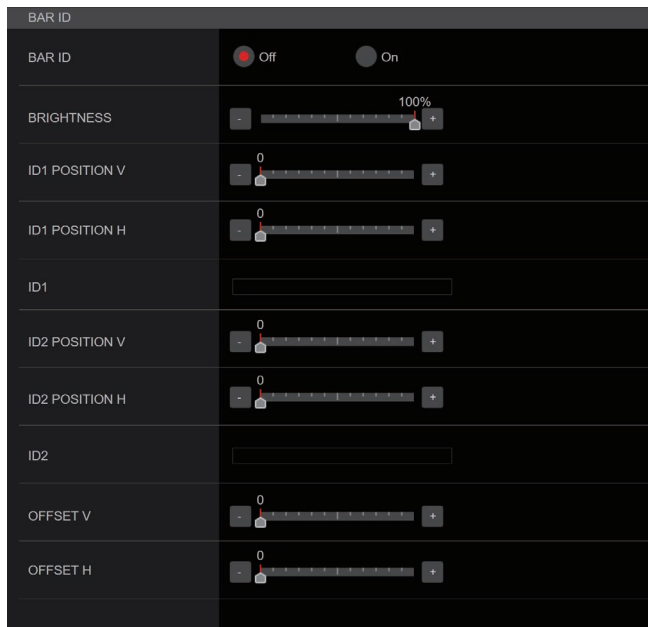 BAR ID
BAR ID Off On
BRIGHTNESS 100% - +
ID1 POSITION V 0 - +
ID1 POSITION H 0 - +
ID1
ID2 POSITION V 0 - +
ID2 POSITION H 0 - +
ID2
OFFSET V 0 - +
OFFSET H 0 - +